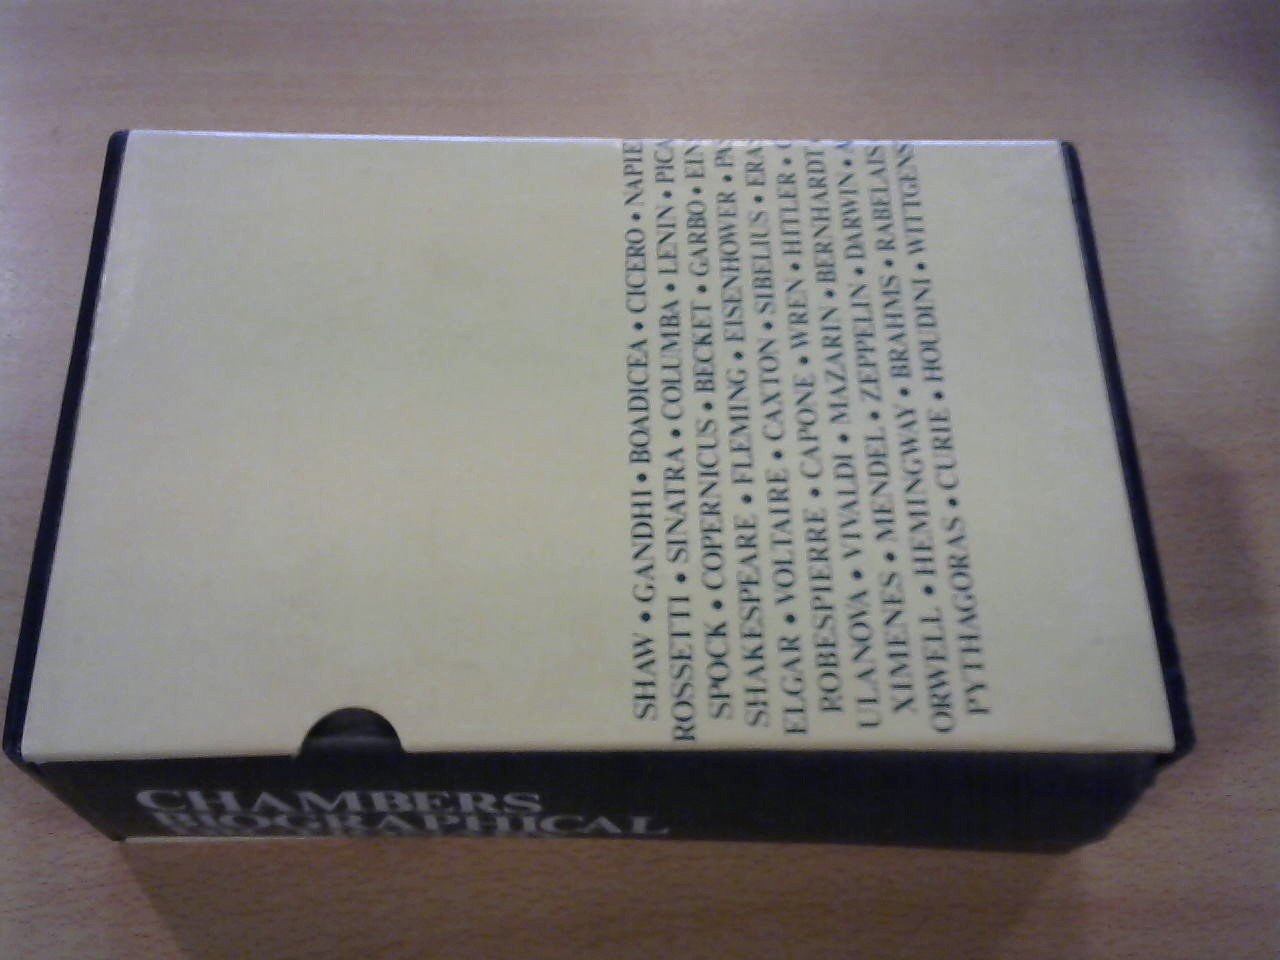 SHAW • GANDHI • BOADICEA • CICERO • NAPIE
ROSSETTI • SINATRA • COLUMBA • LENIN • PICA
SPOCK • COPERNICUS • BECKET • GARBO • EIN
SHAKESPEARE • FLEMING • EISENHOWER • PAS
ELGAR • VOLTAIRE • CAXTON • SIBELIUS • ERAS
ROBESPIERRE • CAPONE • WREN • HITLER •
ULANOVA • VIVALDI • MAZARIN • BERNHARDT
XIMENES • MENDEL • ZEPPELIN • DARWIN •
ORWELL • HEMINGWAY • BRAHMS • RABELAIS
PYTHAGORAS • CURIE • HOUDINI • WITTGENS
CHAMBERS
BIOGRAPHICAL